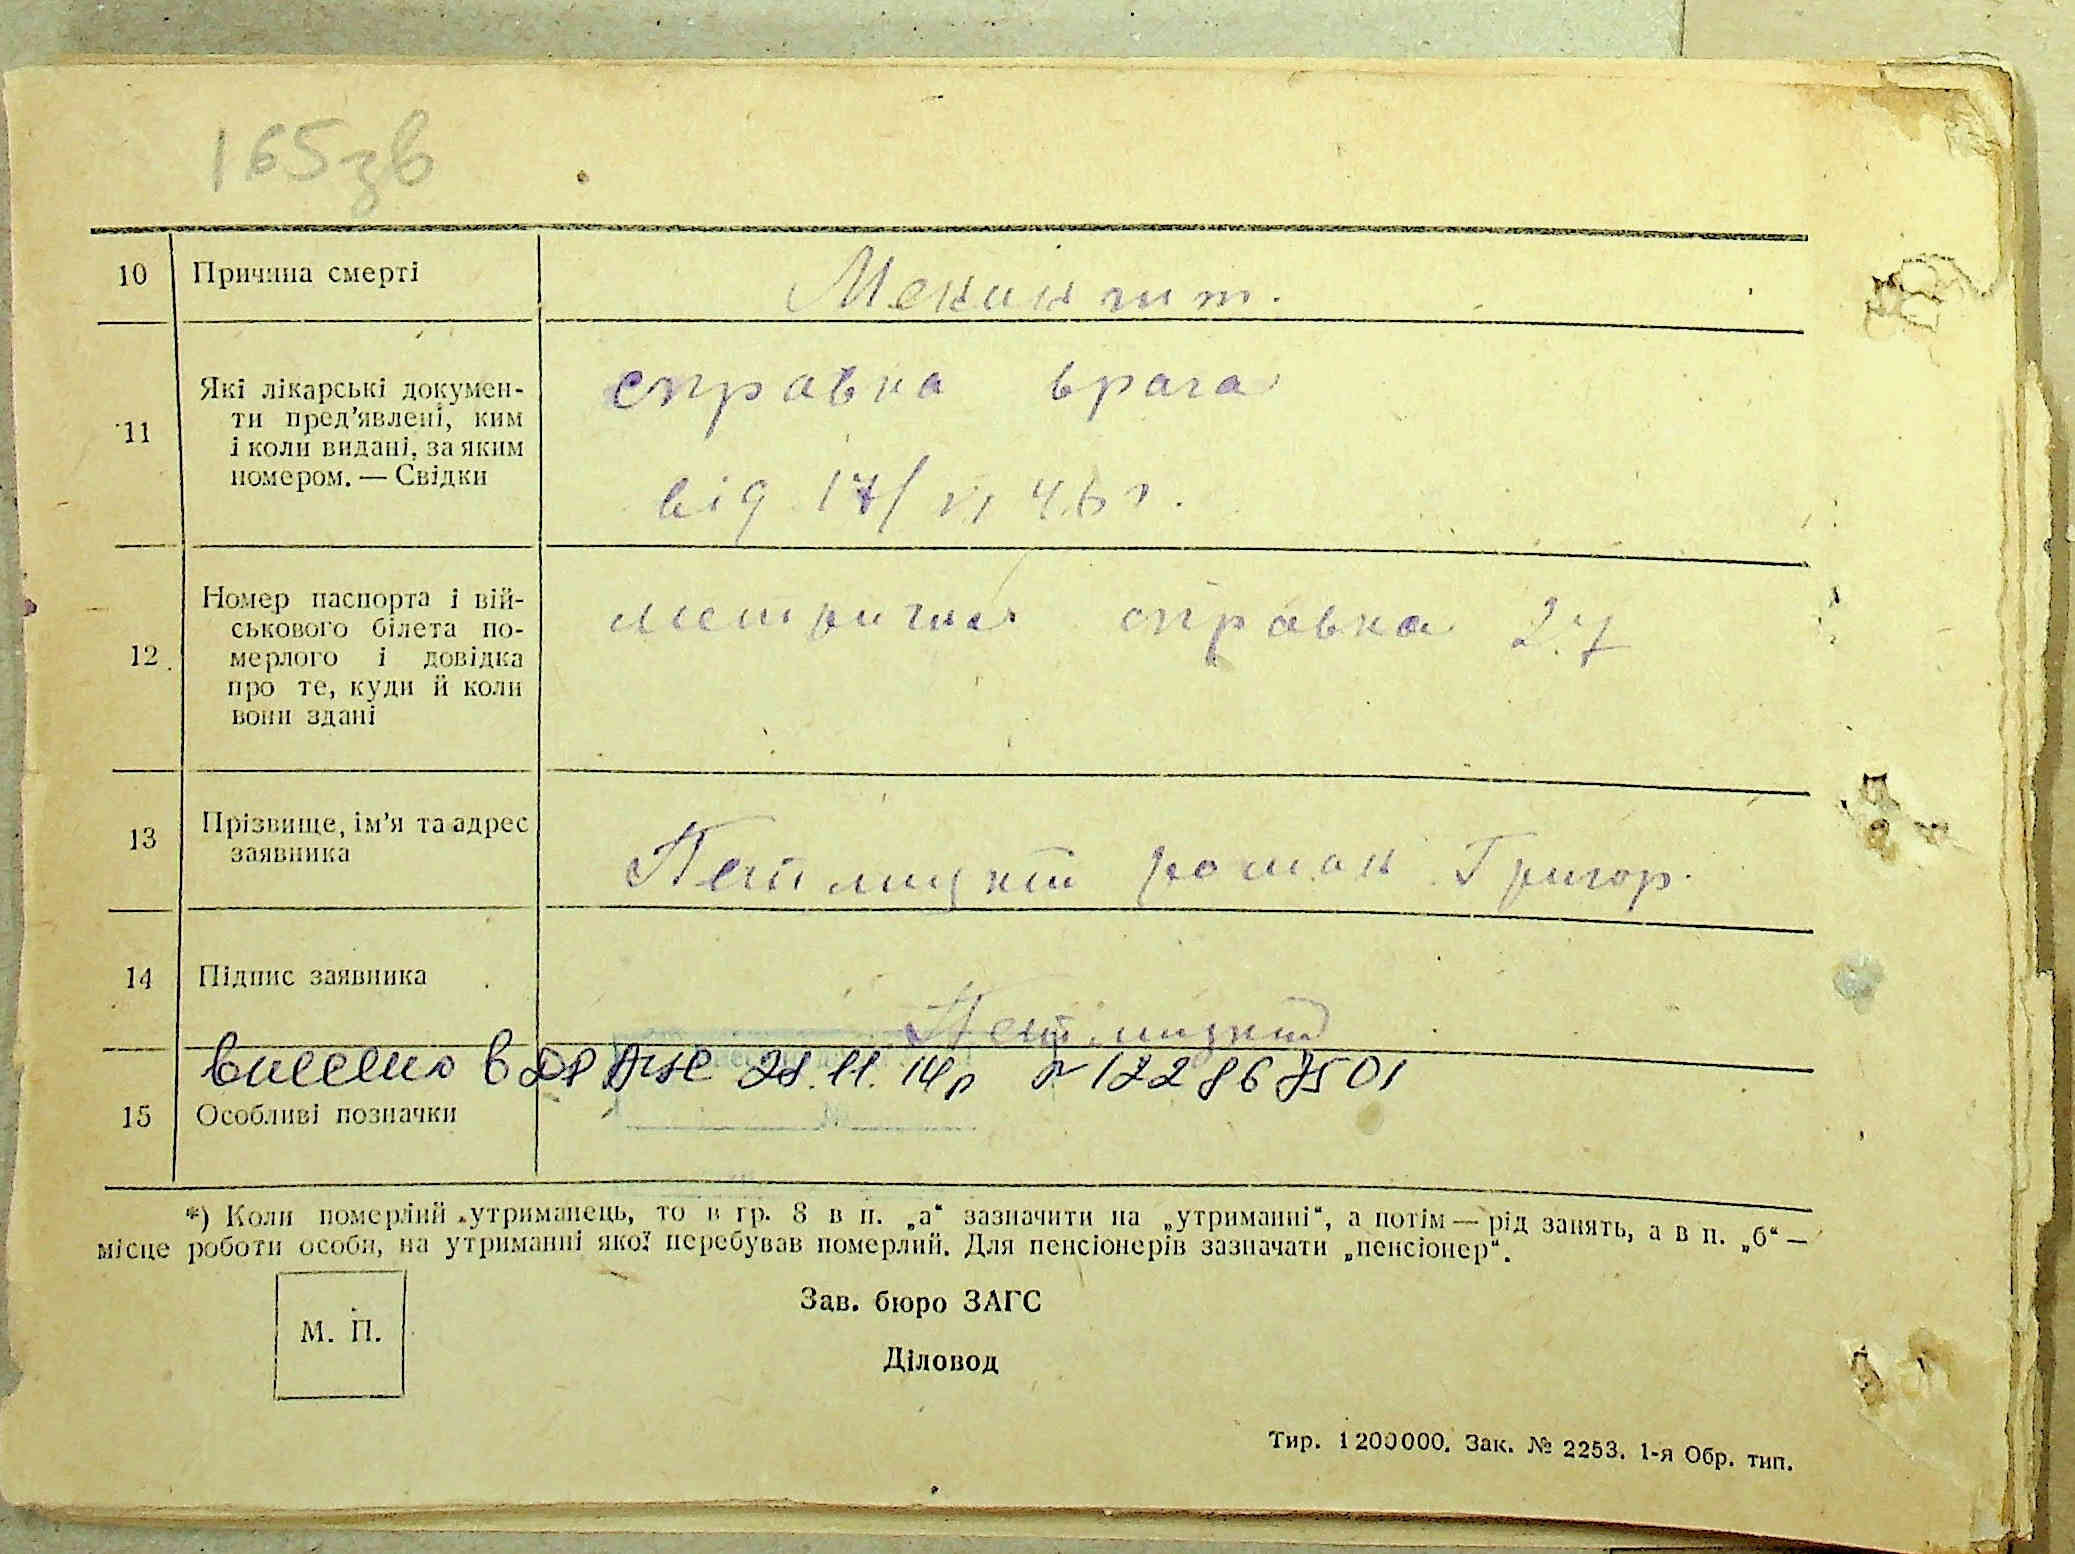 165зв
10 Причина смерті Менингит.
11 Які лікарські докумен-
ти пред'явлені, ким
і коли видані, за яким
номером. — Свідки
справка врача
від 17/VI 46 г.
12 Номер паспорта і вій-
ськового білета по-
мерлого і довідка
про те, куди й коли
вони здані
справка 27
13 Прізвище, ім'я та адрес
заявника
роман Григор.
14 Підпис заявника
внесено в ДРАЦС 28.11.14р №
15 Особливі позначки
*) Коли померлий „утриманець, то в гр. 8 в п. „а“ зазначити на „утриманні“, а потім — рід занять, а в п. „б“ —
місце роботи особи, на утриманні якої перебував померлий. Для пенсіонерів зазначати „пенсіонер“.
М. П.
Зав. бюро ЗАГС
Діловод
Тир. 1200000. Зак. № 2253. 1-я Обр. тип.